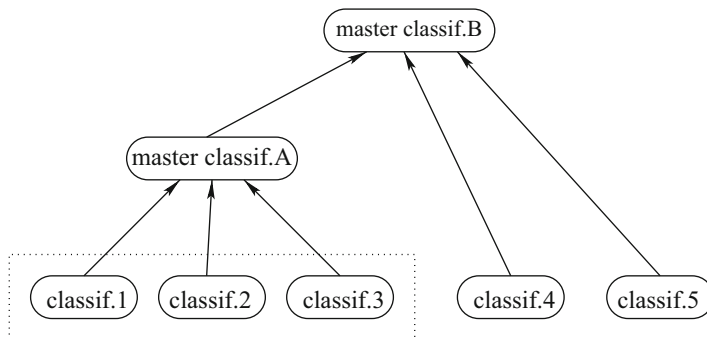 master classif.B
master classif.A
classif.1
classif.2
classif.3
classif.4
classif.5